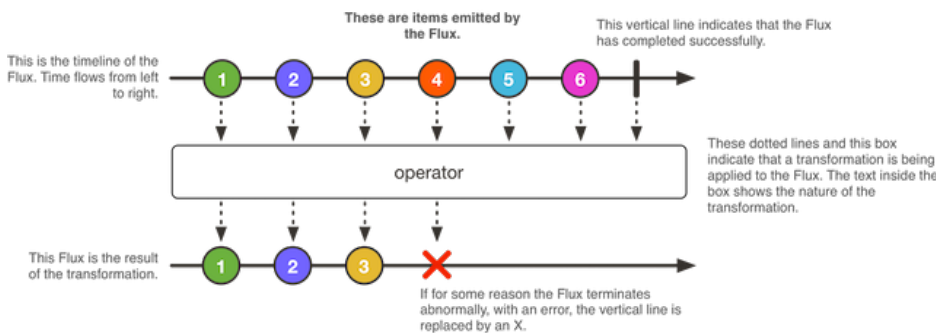 These are items emitted by
the Flux.
This vertical line indicates that the Flux
has completed successfully.
This is the timeline of the
Flux. Time flows from left
to right.
1 2 3 4 5 6
These dotted lines and this box
indicate that a transformation is being
applied to the Flux. The text inside the
box shows the nature of the
transformation.
operator
This Flux is the result
of the transformation.
1 2 3
If for some reason the Flux terminates
abnormally, with an error, the vertical line is
replaced by an X.